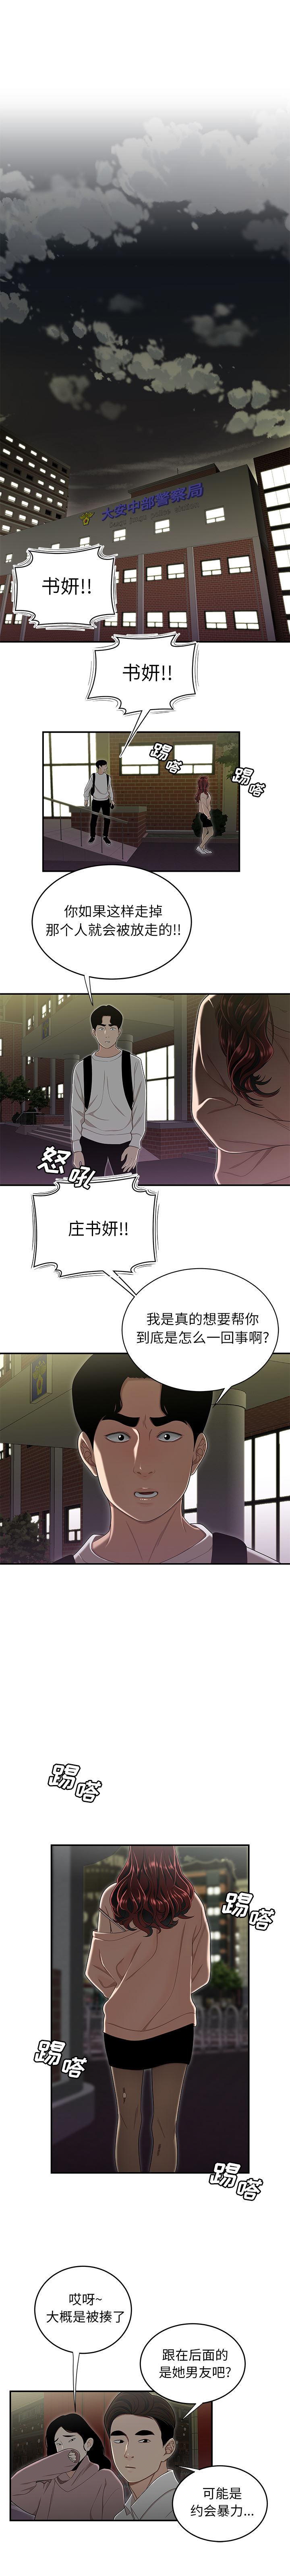 大安中部警察局
书妍!!
书妍!!
踢
嗒
踢
嗒
你如果这样走掉
那个人就会被放走的!!
怒
吼
庄书妍!!
我是真的想要帮你
到底是怎么一回事啊?
踢
嗒
踢
嗒
踢
嗒
踢
嗒
哎呀~
大概是被揍了
跟在后面的
是她男友吧?
可能是
约会暴力...